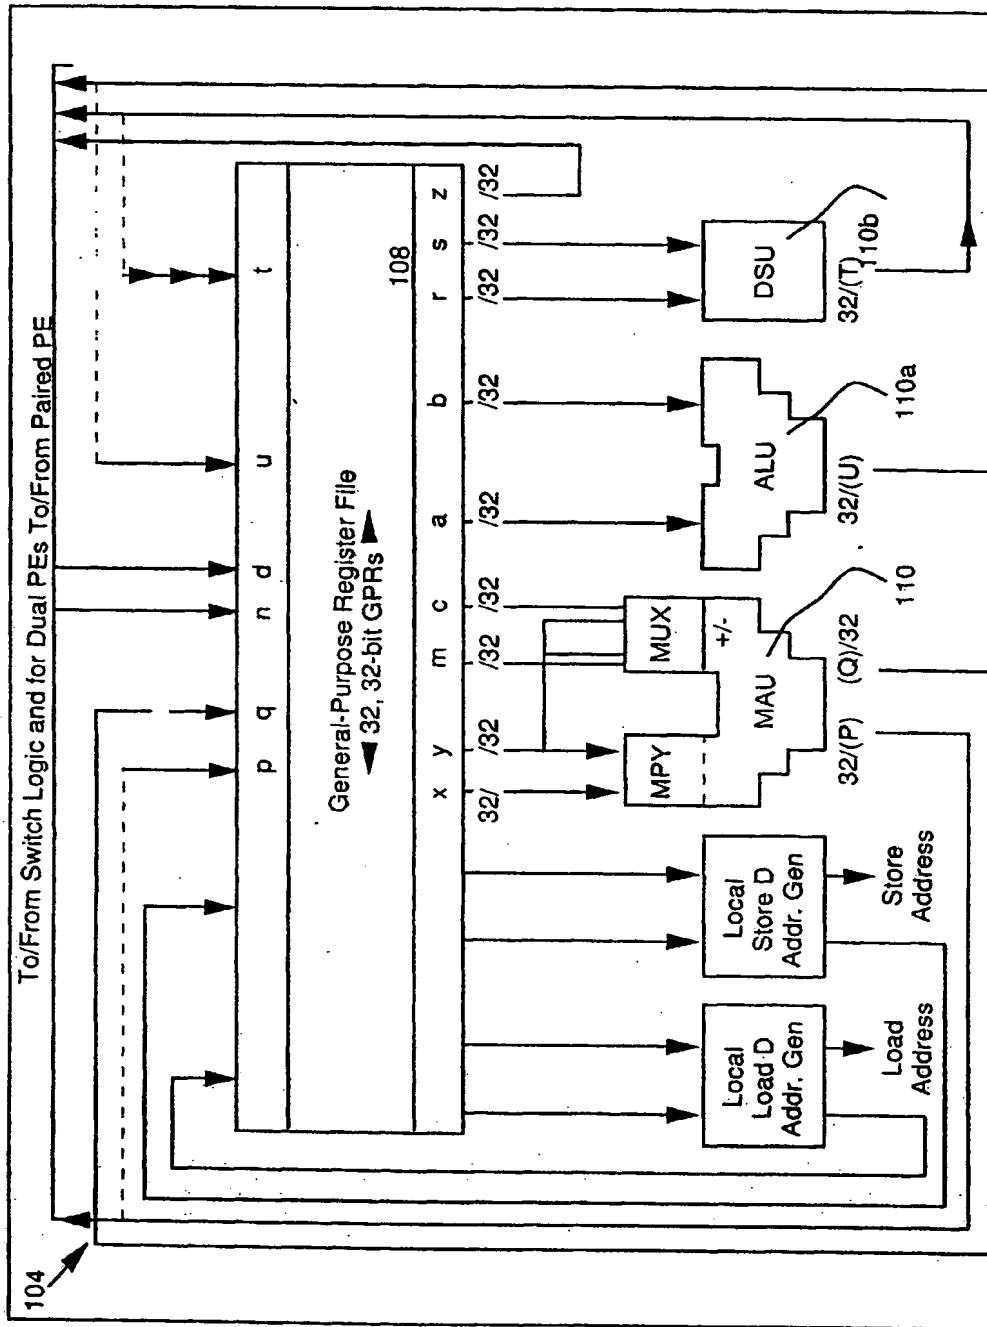 104
To/From Switch Logic and for Dual PEs To/From Paired PE
p q n d u t
General-Purpose Register File
32, 32-bit GPRs
108
x y m c a b r s z
32/ /32 /32 /32 /32 /32 /32 /32 /32
Local
Load D
Addr. Gen
Local
Store D
Addr. Gen
MPY
MUX
+/-
MAU
ALU
DSU
Load
Address
Store
Address
32/(P)
(Q)/32
110
32/(U)
110a
32/(T)
110b